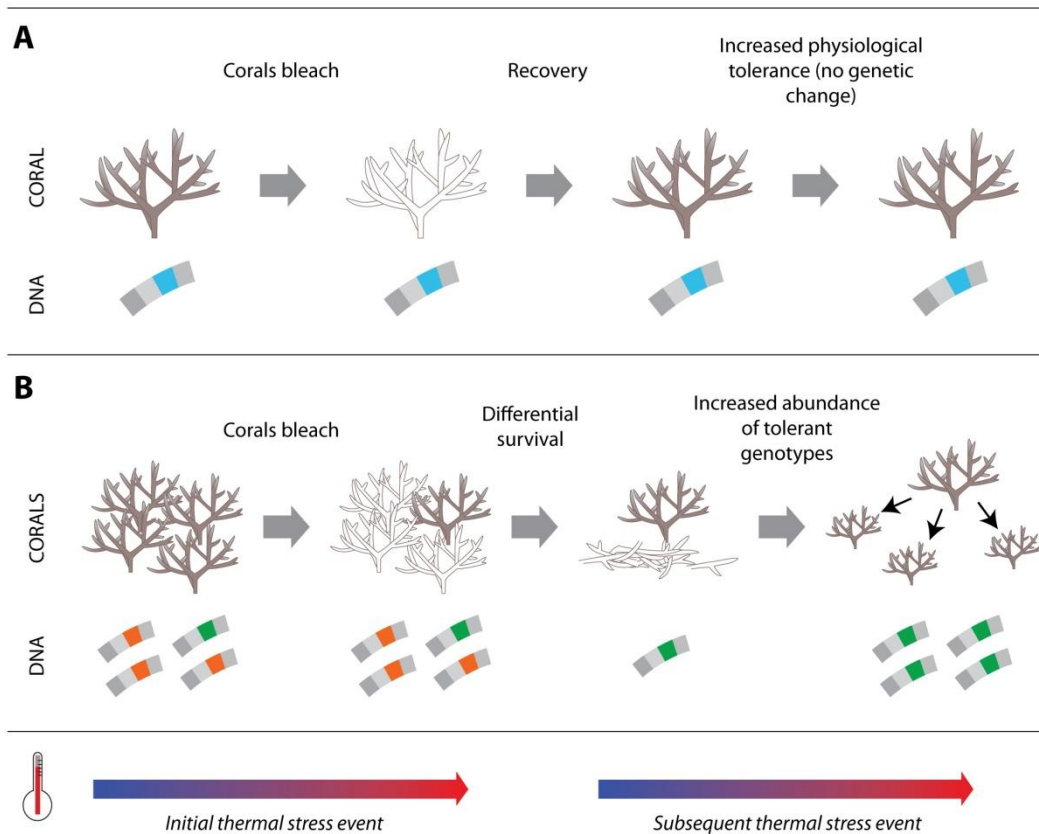 A
Corals bleach
Recovery
Increased physiological
tolerance (no genetic
change)
CORAL
DNA
B
Corals bleach
Differential
survival
Increased abundance
of tolerant
genotypes
CORALS
DNA
Initial thermal stress event
Subsequent thermal stress event